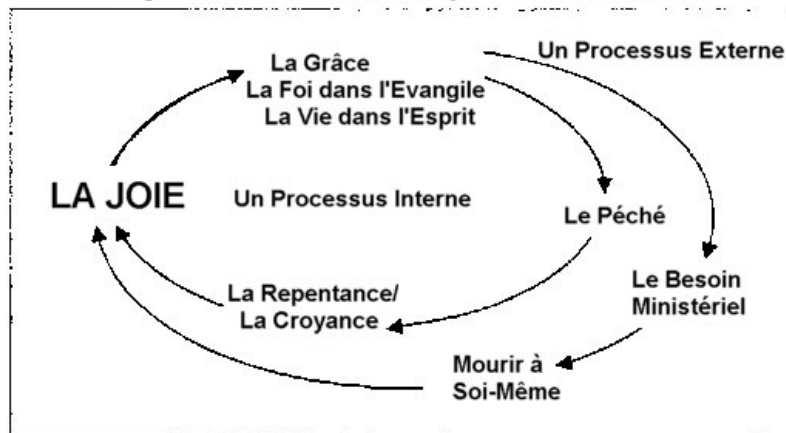 Un Processus Externe
La Grâce
La Foi dans l'Evangile
La Vie dans l'Esprit
LA JOIE
Un Processus Interne
Le Péché
La Repentance/
La Croyance
Le Besoin
Ministériel
Mourir à
Soi-Même